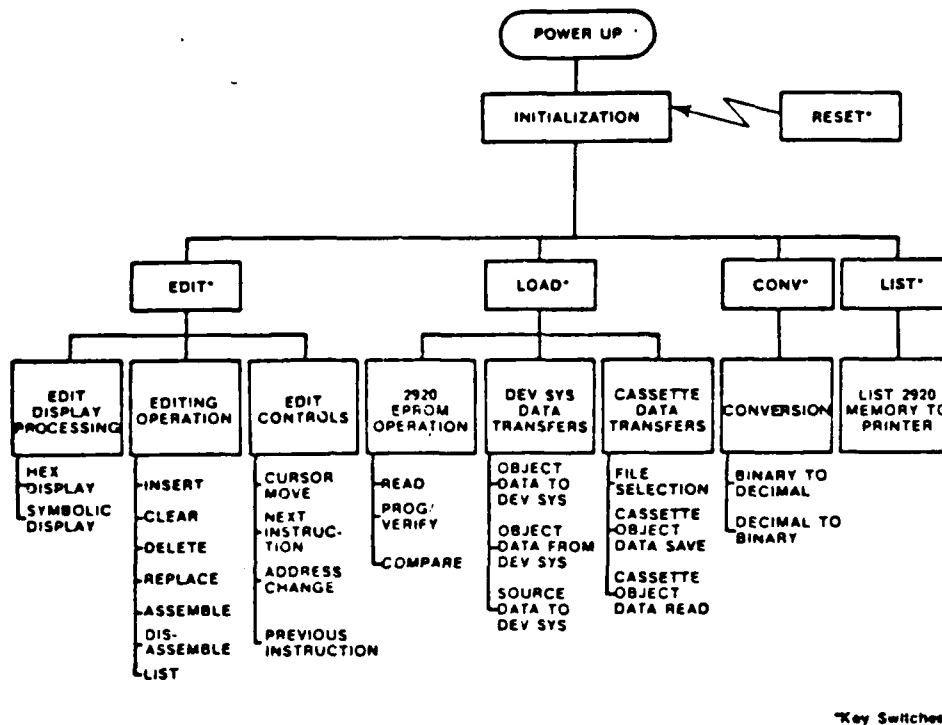 POWER UP
INITIALIZATION
RESET*
EDIT*
LOAD*
CONV*
LIST*
EDIT
DISPLAY
PROCESSING
EDITING
OPERATION
EDIT
CONTROLS
2920
EPROM
OPERATION
DEV SYS
DATA
TRANSFERS
CASSETTE
DATA
TRANSFERS
CONVERSION
LIST 2920
MEMORY TO
PRINTER
HEX
DISPLAY
SYMBOLIC
DISPLAY
INSERT
CLEAR
DELETE
REPLACE
ASSEMBLE
DIS-
ASSEMBLE
LIST
CURSOR
MOVE
NEXT
INSTRUC-
TION
ADDRESS
CHANGE
PREVIOUS
INSTRUCTION
READ
PROG/
VERIFY
COMPARE
OBJECT
DATA TO
DEV SYS
OBJECT
DATA FROM
DEV SYS
SOURCE
DATA TO
DEV SYS
FILE
SELECTION
CASSETTE
OBJECT
DATA SAVE
CASSETTE
OBJECT
DATA READ
BINARY TO
DECIMAL
DECIMAL TO
BINARY
*Key Switches